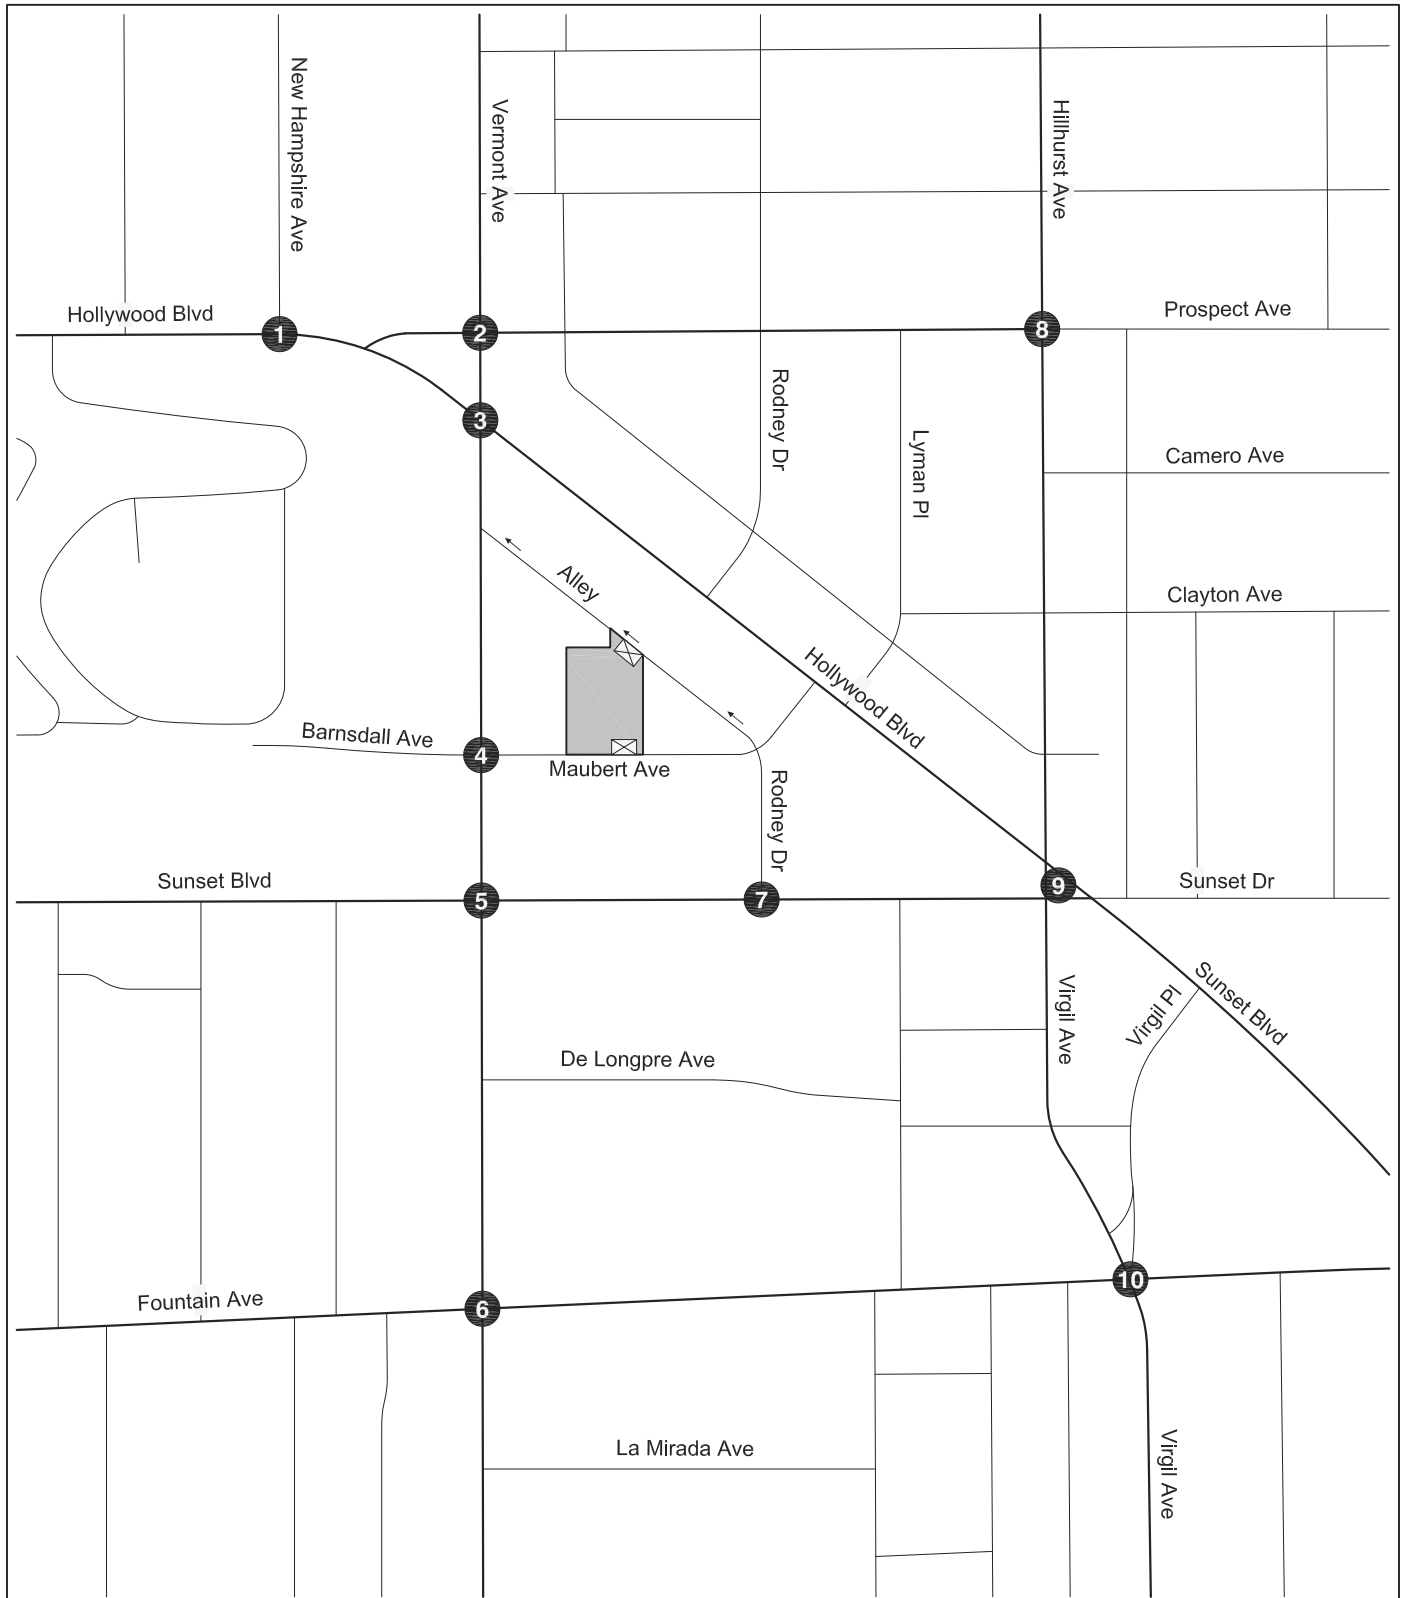 New Hampshire Ave
Vermont Ave
Hillhurst Ave
Hollywood Blvd
Prospect Ave
1
2
8
3
Rodney Dr
Lyman Pl
Camero Ave
Alley
Clayton Ave
Hollywood Blvd
Barnsdall Ave
4
Maubert Ave
Rodney Dr
Sunset Blvd
5
7
9
Sunset Dr
Virgil Ave
Virgil Pl
Sunset Blvd
De Longpre Ave
Fountain Ave
6
10
La Mirada Ave
Virgil Ave